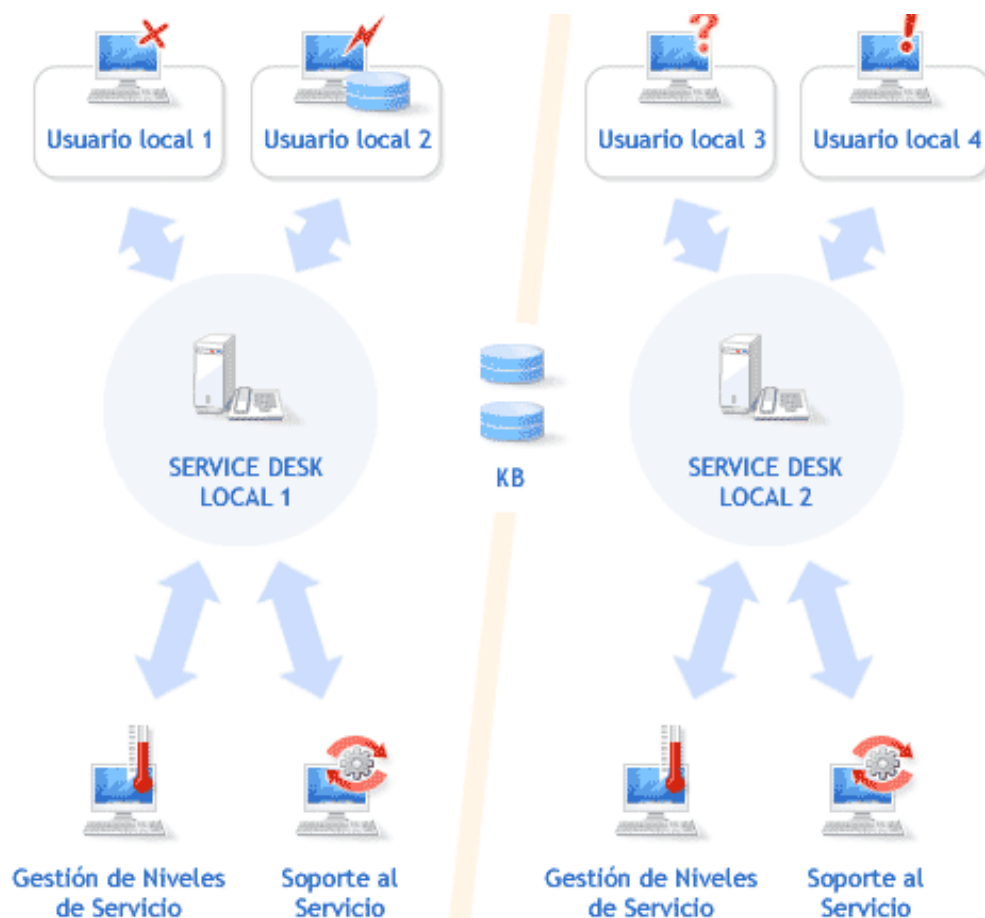 Usuario local 1
Usuario local 2
Usuario local 3
Usuario local 4
SERVICE DESK
LOCAL 1
KB
SERVICE DESK
LOCAL 2
Gestión de Niveles
de Servicio
Soporte al
Servicio
Gestión de Niveles
de Servicio
Soporte al
Servicio